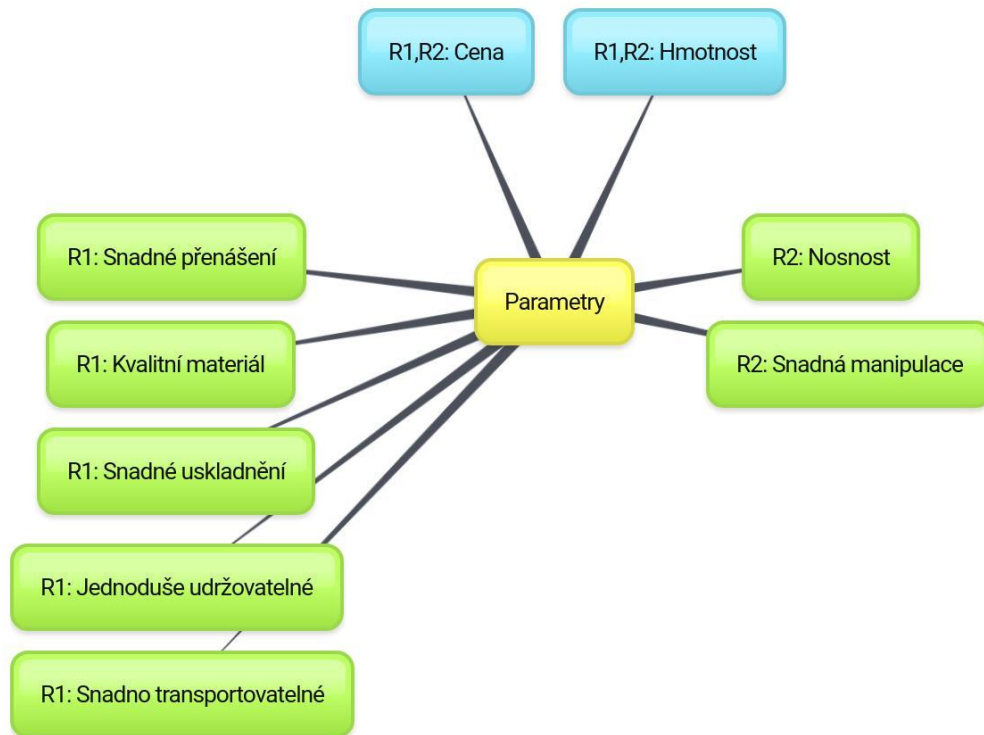 R1,R2: Cena
R1,R2: Hmotnost
R1: Snadné přenášení
R2: Nosnost
Parametry
R1: Kvalitní materiál
R2: Snadná manipulace
R1: Snadné uskladnění
R1: Jednoduše udržovatelné
R1: Snadno transportovatelné